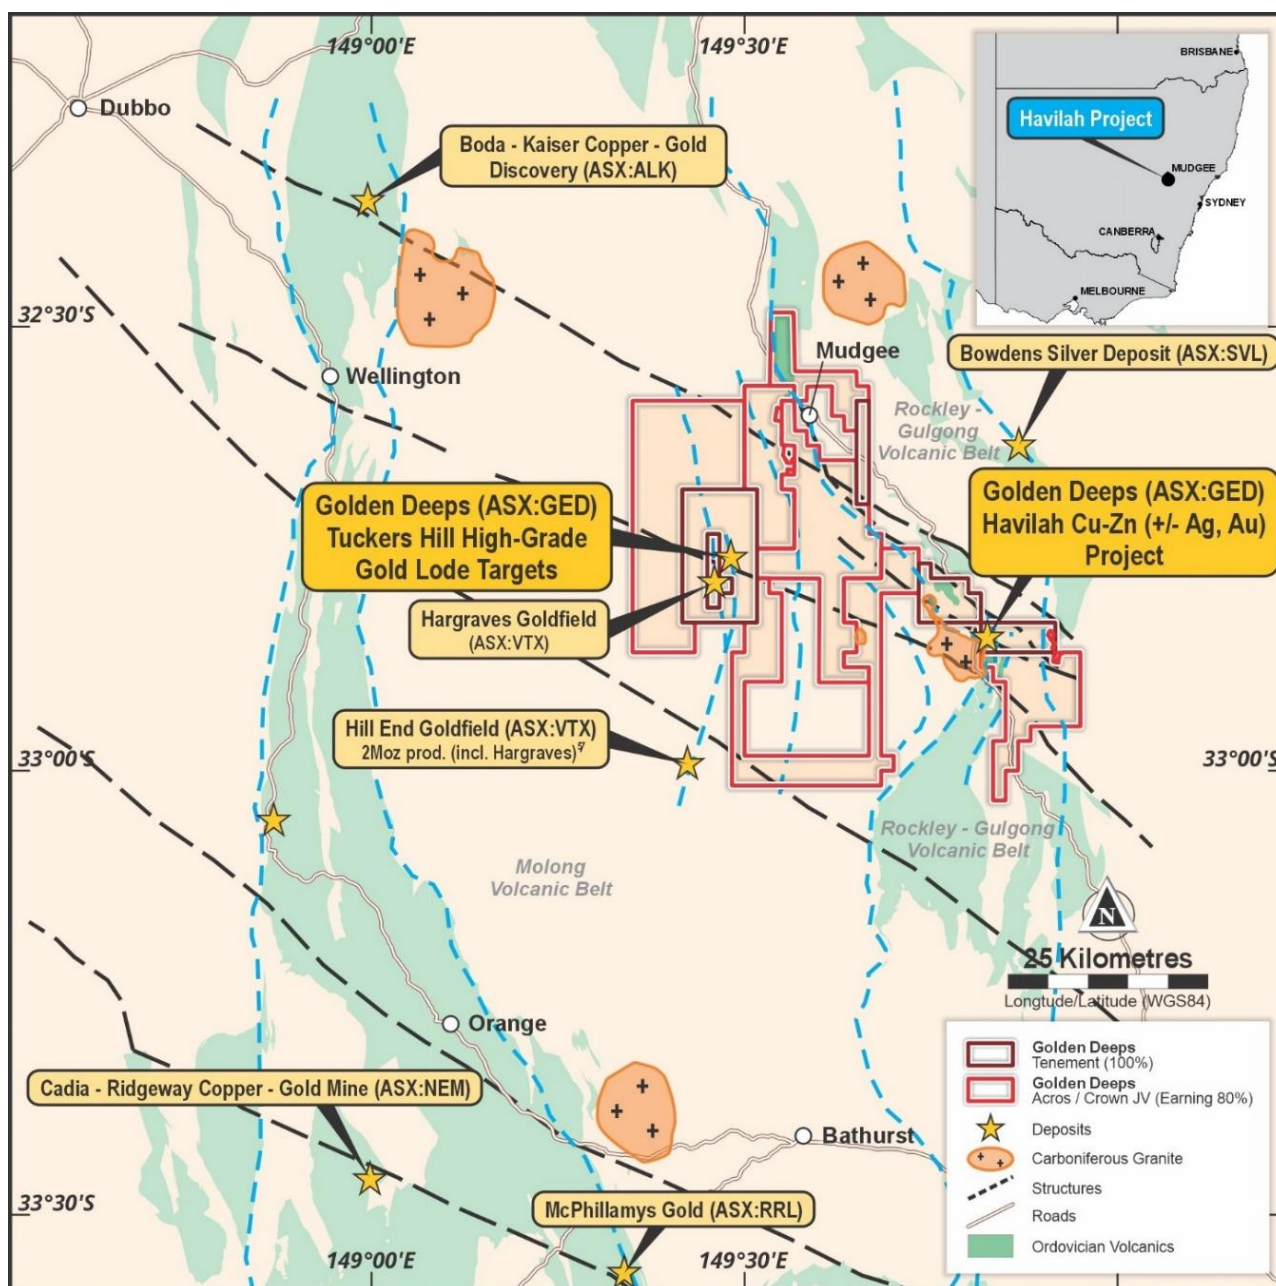 149°00'E
149°30'E
BRISBANE
Havilah Project
MUDGEE
SYDNEY
CANBERRA
MELBOURNE
Dubbo
Boda - Kaiser Copper - Gold
Discovery (ASX:ALK)
32°30'S
Wellington
Mudgee
Bowdens Silver Deposit (ASX:SVL)
Rockley -
Gulgong
Volcanic Belt
Golden Deeps (ASX:GED)
Tuckers Hill High-Grade
Gold Lode Targets
Golden Deeps (ASX:GED)
Havilah Cu-Zn (+/- Ag, Au)
Project
Hargraves Goldfield
(ASX:VTX)
Hill End Goldfield (ASX:VTX)
2Moz prod. (incl. Hargraves)
33°00'S
33°00'S
Rockley - Gulgong
Volcanic Belt
Molong
Volcanic Belt
N
25 Kilometres
Longtude/Latitude (WGS84)
Orange
Cadia - Ridgeway Copper - Gold Mine (ASX:NEM)
Bathurst
McPhillamys Gold (ASX:RRL)
33°30'S
149°00'E
149°30'E
Golden Deeps
Tenement (100%)
Golden Deeps
Acros / Crown JV (Earning 80%)
Deposits
Carboniferous Granite
Structures
Roads
Ordovician Volcanics